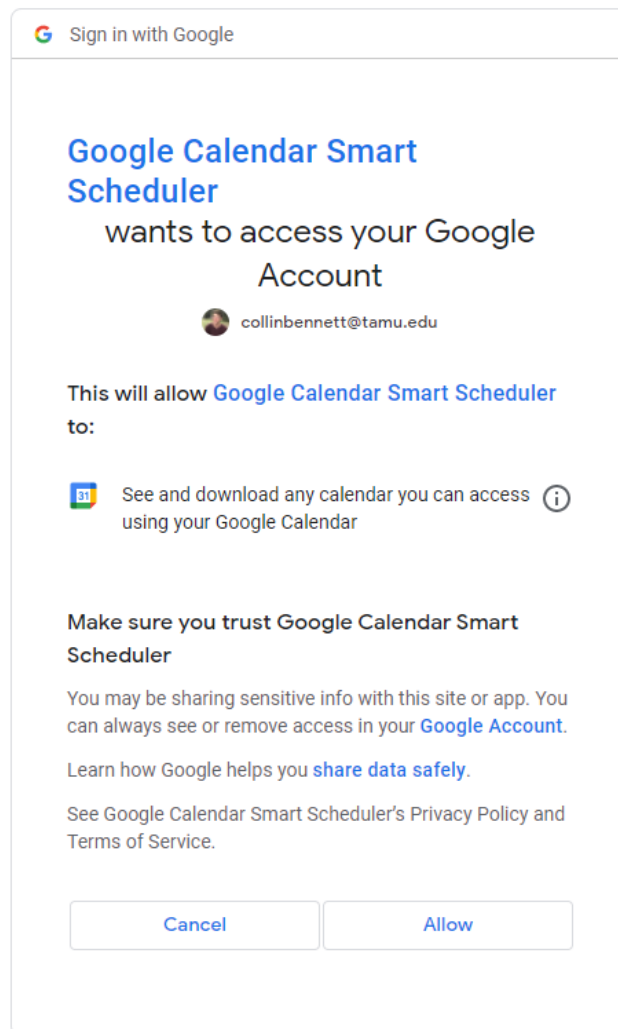 Sign in with Google
Google Calendar Smart
Scheduler
wants to access your Google
Account
collinbennett@tamu.edu
This will allow Google Calendar Smart Scheduler
to:
31
See and download any calendar you can access
using your Google Calendar
Make sure you trust Google Calendar Smart
Scheduler
You may be sharing sensitive info with this site or app. You
can always see or remove access in your Google Account.
Learn how Google helps you share data safely.
See Google Calendar Smart Scheduler's Privacy Policy and
Terms of Service.
Cancel
Allow